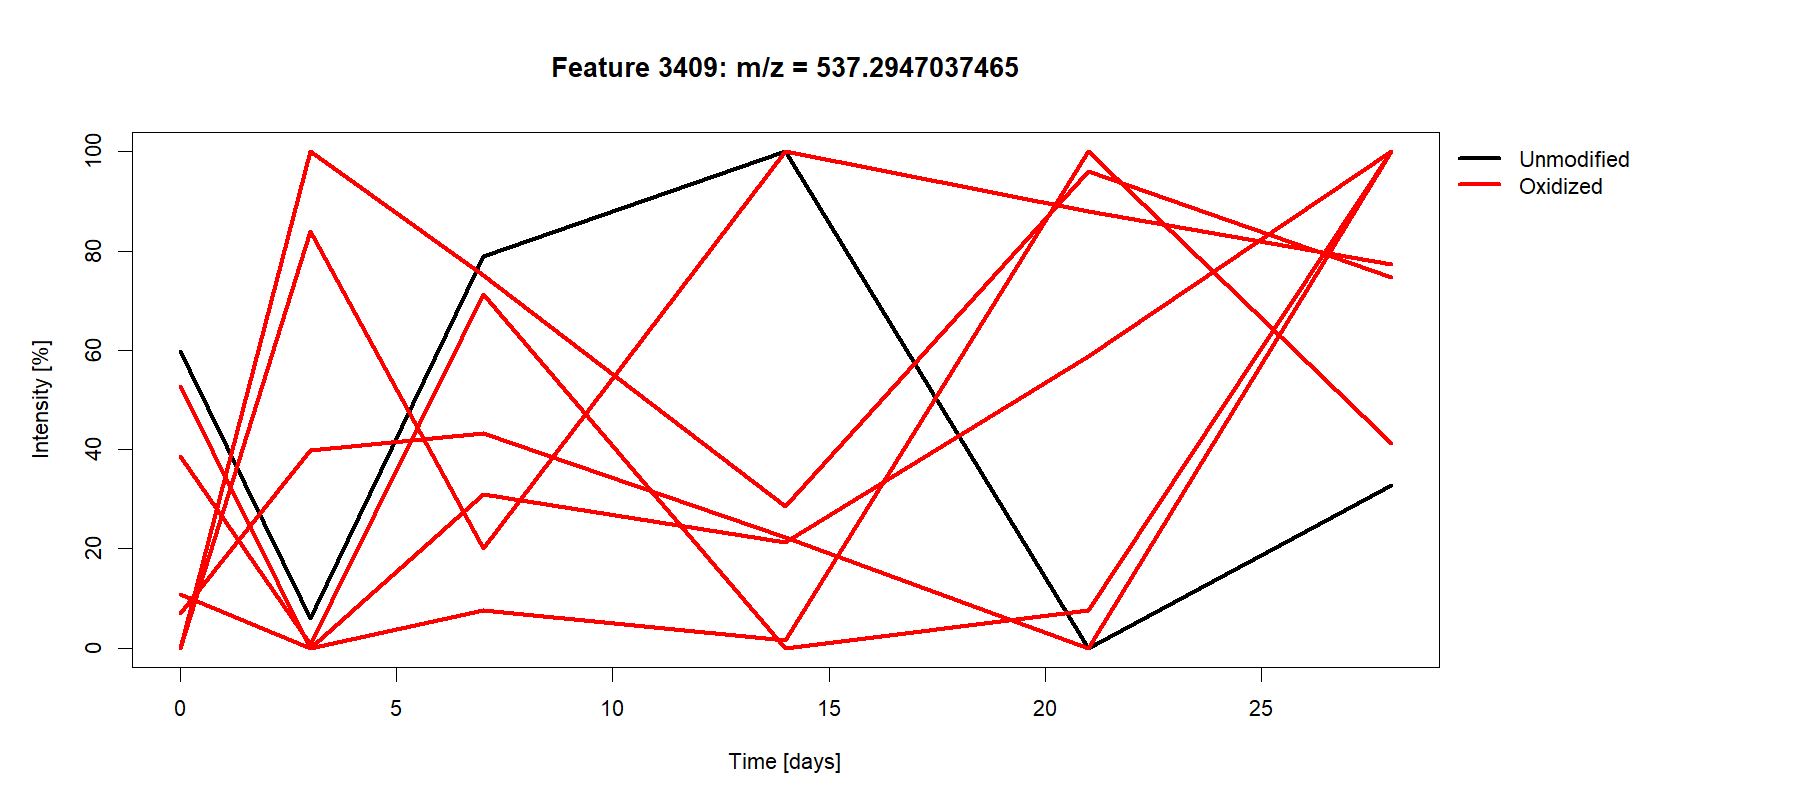 Feature 3409: m/z = 537.2947037465
Unmodified
Oxidized
Intensity [%]
100
80
60
40
20
0
0 5 10 15 20 25
Time [days]